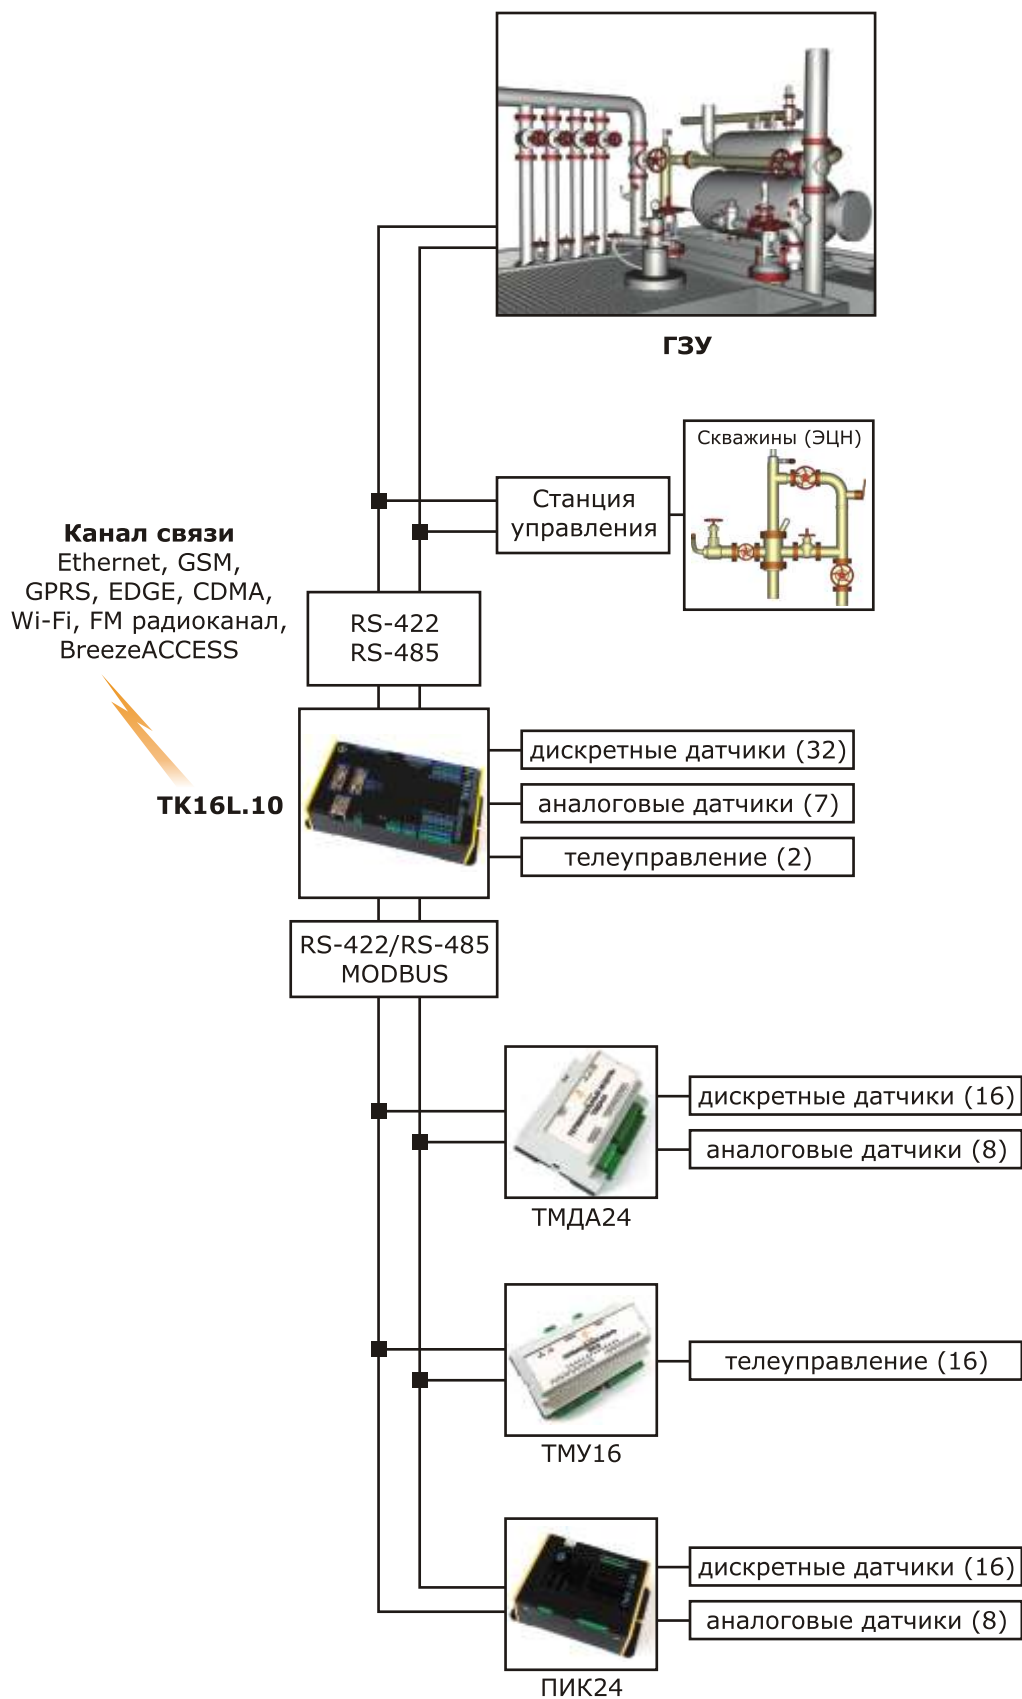 ГЗУ
Скважины (ЭЦН)
Станция
управления
Канал связи
Ethernet, GSM,
GPRS, EDGE, CDMA,
Wi-Fi, FM радиоканал,
BreezeACCESS
RS-422
RS-485
TK16L.10
дискретные датчики (32)
аналоговые датчики (7)
телеуправление (2)
RS-422/RS-485
MODBUS
дискретные датчики (16)
аналоговые датчики (8)
ТМДА24
телеуправление (16)
ТМУ16
дискретные датчики (16)
аналоговые датчики (8)
ПИК24